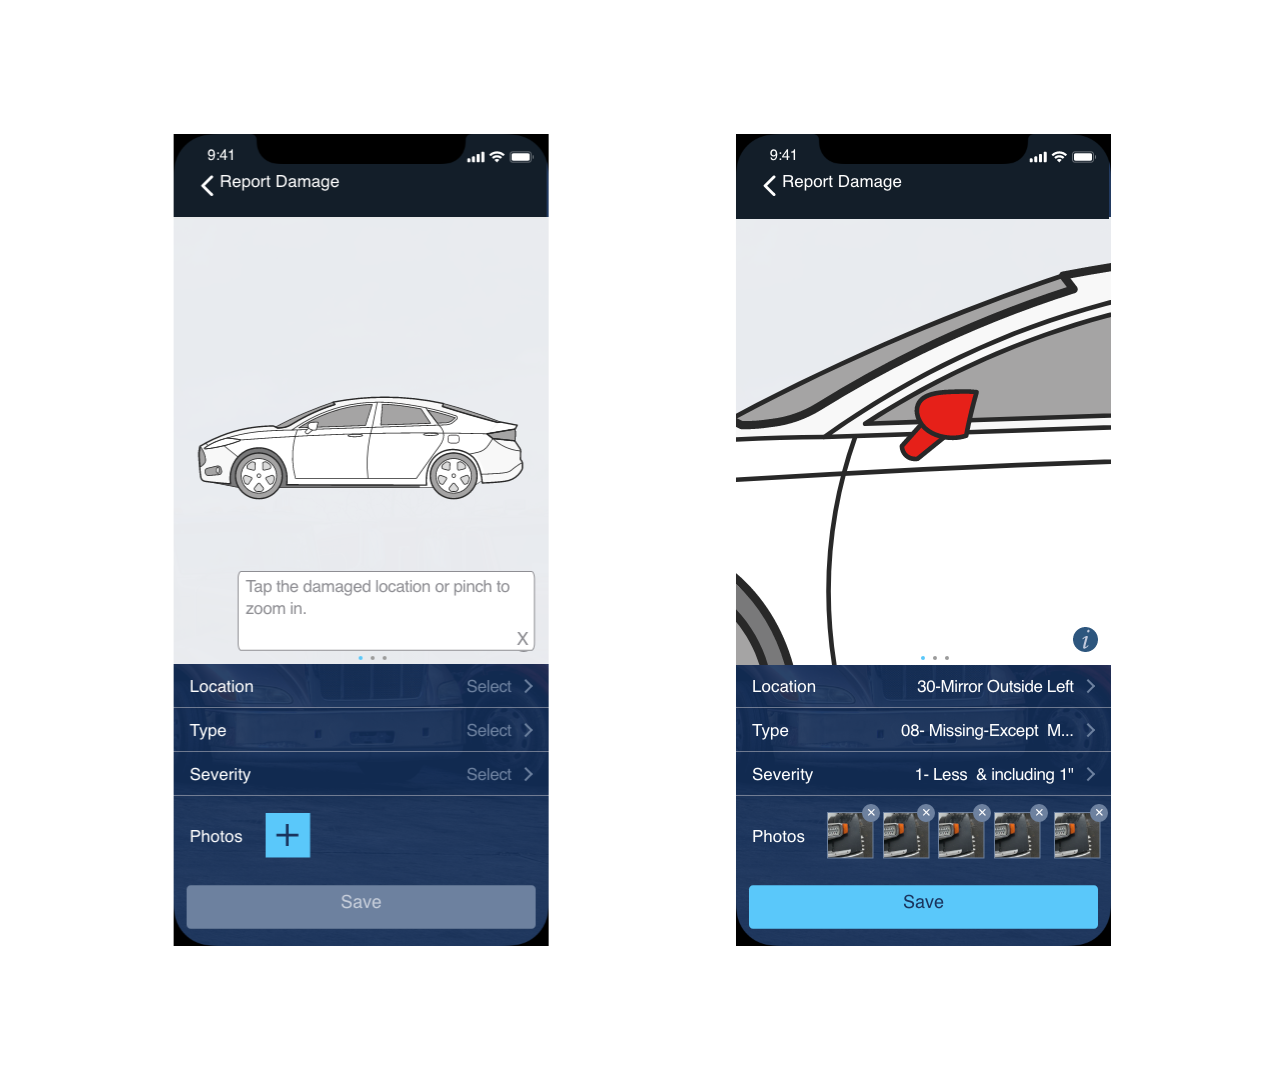 9:41
Report Damage
Tap the damaged location or pinch to
zoom in.
X
Location Select
Type Select
Severity Select
Photos
Save
9:41
Report Damage
i
Location 30-Mirror Outside Left
Type 08- Missing-Except M...
Severity 1- Less & including 1"
Photos
Save